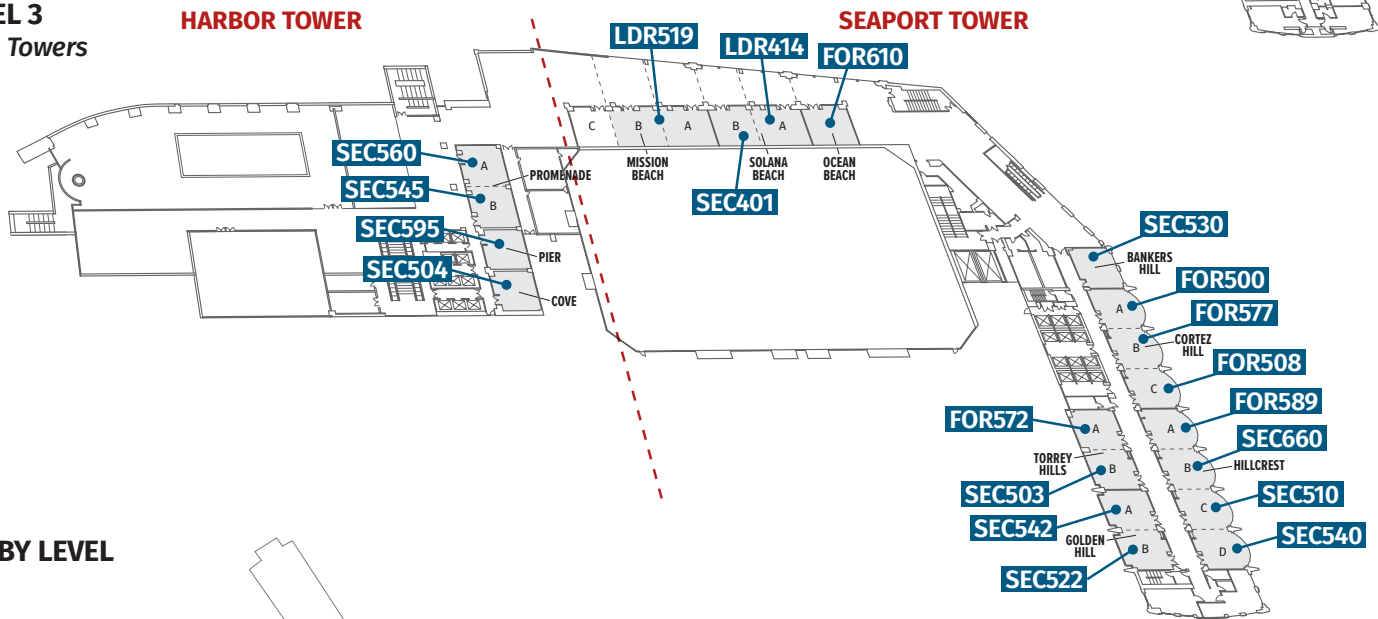 EL 3
Towers
HARBOR TOWER
SEAPORT TOWER
LDR519
LDR414
FOR610
C
B
A
B
A
MISSION
BEACH
SOLANA
BEACH
OCEAN
BEACH
SEC401
SEC560
A
PROMENADE
SEC545
B
SEC595
PIER
SEC504
COVE
SEC530
BANKERS
HILL
FOR500
A
FOR577
B
CORTEZ
HILL
FOR508
C
FOR589
A
FOR572
A
SEC660
B
HILLCREST
TORREY
HILLS
B
SEC503
SEC510
C
SEC542
A
SEC540
D
GOLDEN
HILL
B
SEC522
BY LEVEL